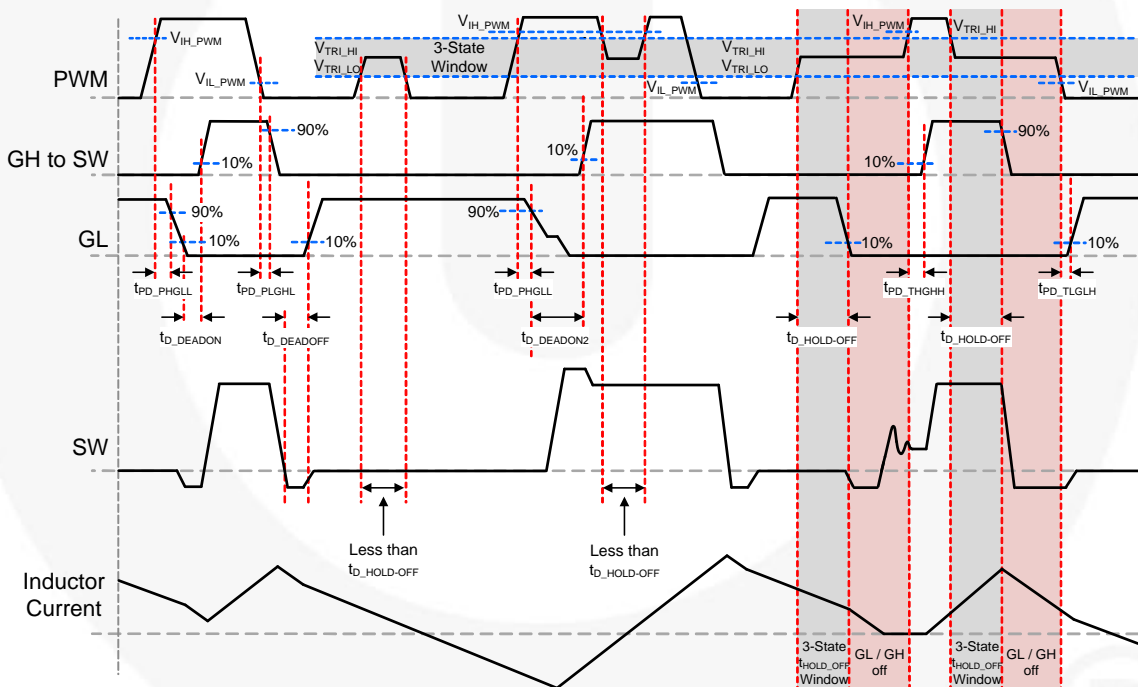 V_IH_PWM
V_IL_PWM
V_TRI_HI
V_TRI_LO
3-State
Window
V_IH_PWM
V_TRI_HI
V_TRI_LO
V_IL_PWM
V_IH_PWM
V_TRI_HI
V_IL_PWM
PWM
GH to SW
10%
90%
10%
10%
90%
GL
90%
10%
10%
90%
10%
10%
t_PD_PHGLL
t_PD_PLGHL
t_PD_PHGLL
t_PD_THGHH
t_PD_TLGLH
t_D_DEADON
t_D_DEADOFF
t_D_DEADON2
t_D_HOLD-OFF
t_D_HOLD-OFF
SW
Less than
t_D_HOLD-OFF
Less than
t_D_HOLD-OFF
Inductor
Current
3-State
t_HOLD_OFF
Window
GL / GH
off
3-State
t_HOLD_OFF
Window
GL / GH
off